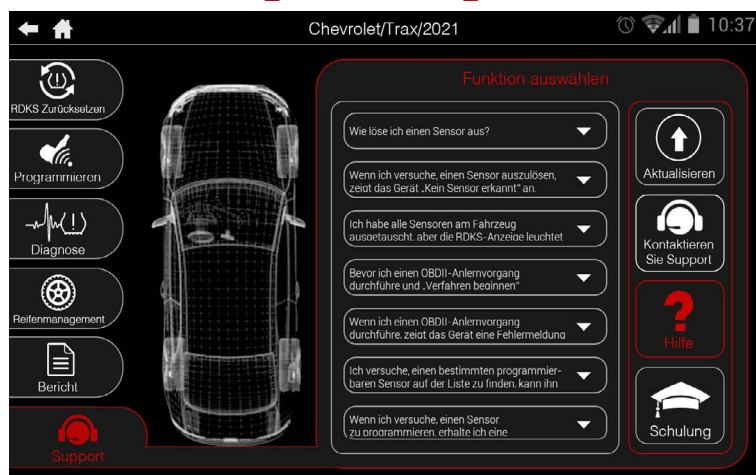 Chevrolet/Trax/2021
10:37
RDKS Zurücksetzen
Programmieren
Diagnose
Reifenmanagement
Bericht
Support
Funktion auswählen
Wie löse ich einen Sensor aus?
Wenn ich versuche, einen Sensor auszulösen,
zeigt das Gerät „Kein Sensor erkannt" an.
Ich habe alle Sensoren am Fahrzeug
ausgetauscht, aber die RDKS-Anzeige leuchtet
Bevor ich einen OBDII-Anlernvorgang
durchführe und „Verfahren beginnen"
Wenn ich einen OBDII-Anlernvorgang
durchführe, zeigt das Gerät eine Fehlermeldung
Ich versuche, einen bestimmten programmier-
baren Sensor auf der Liste zu finden, kann ihn
Wenn ich versuche, einen Sensor
zu programmieren, erhalte ich eine
Aktualisieren
Kontaktieren
Sie Support
Hilfe
Schulung